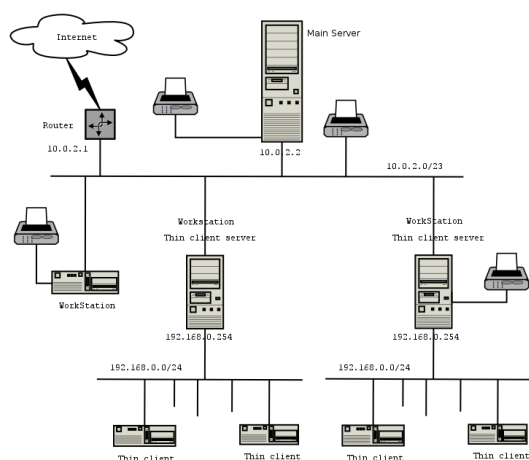 Internet
Main Server
Router
10.0.2.1
10.0.2.2
10.0.2.0/23
Workstation
Thin client server
WorkStation
Thin client server
WorkStation
192.168.0.254
192.168.0.254
192.168.0.0/24
192.168.0.0/24
Thin client
Thin client
Thin client
Thin client